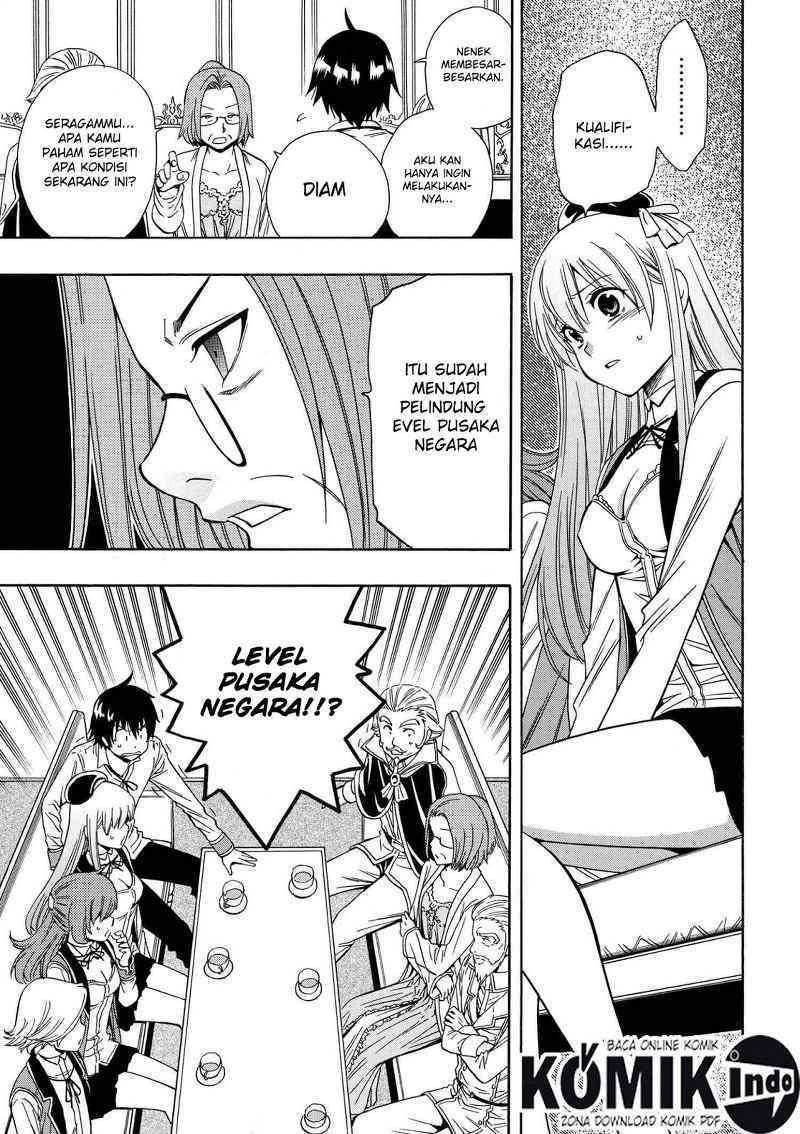 .........
KUALIFI-
KASI......
NENEK
MEMBESAR-
BESARKAN.
AKU KAN
HANYA INGIN
MELAKUKAN-
NYA...
DIAM
SERAGAMMU...
APA KAMU
PAHAM SEPERTI
APA KONDISI
SEKARANG INI?
ITU SUDAH
MENJADI
PELINDUNG
EVEL PUSAKA
NEGARA
LEVEL
PUSAKA
NEGARA!!?
BACA ONLINE KOMIK
KOMIK Indo
ZONA DOWNLOAD KOMIK PDF